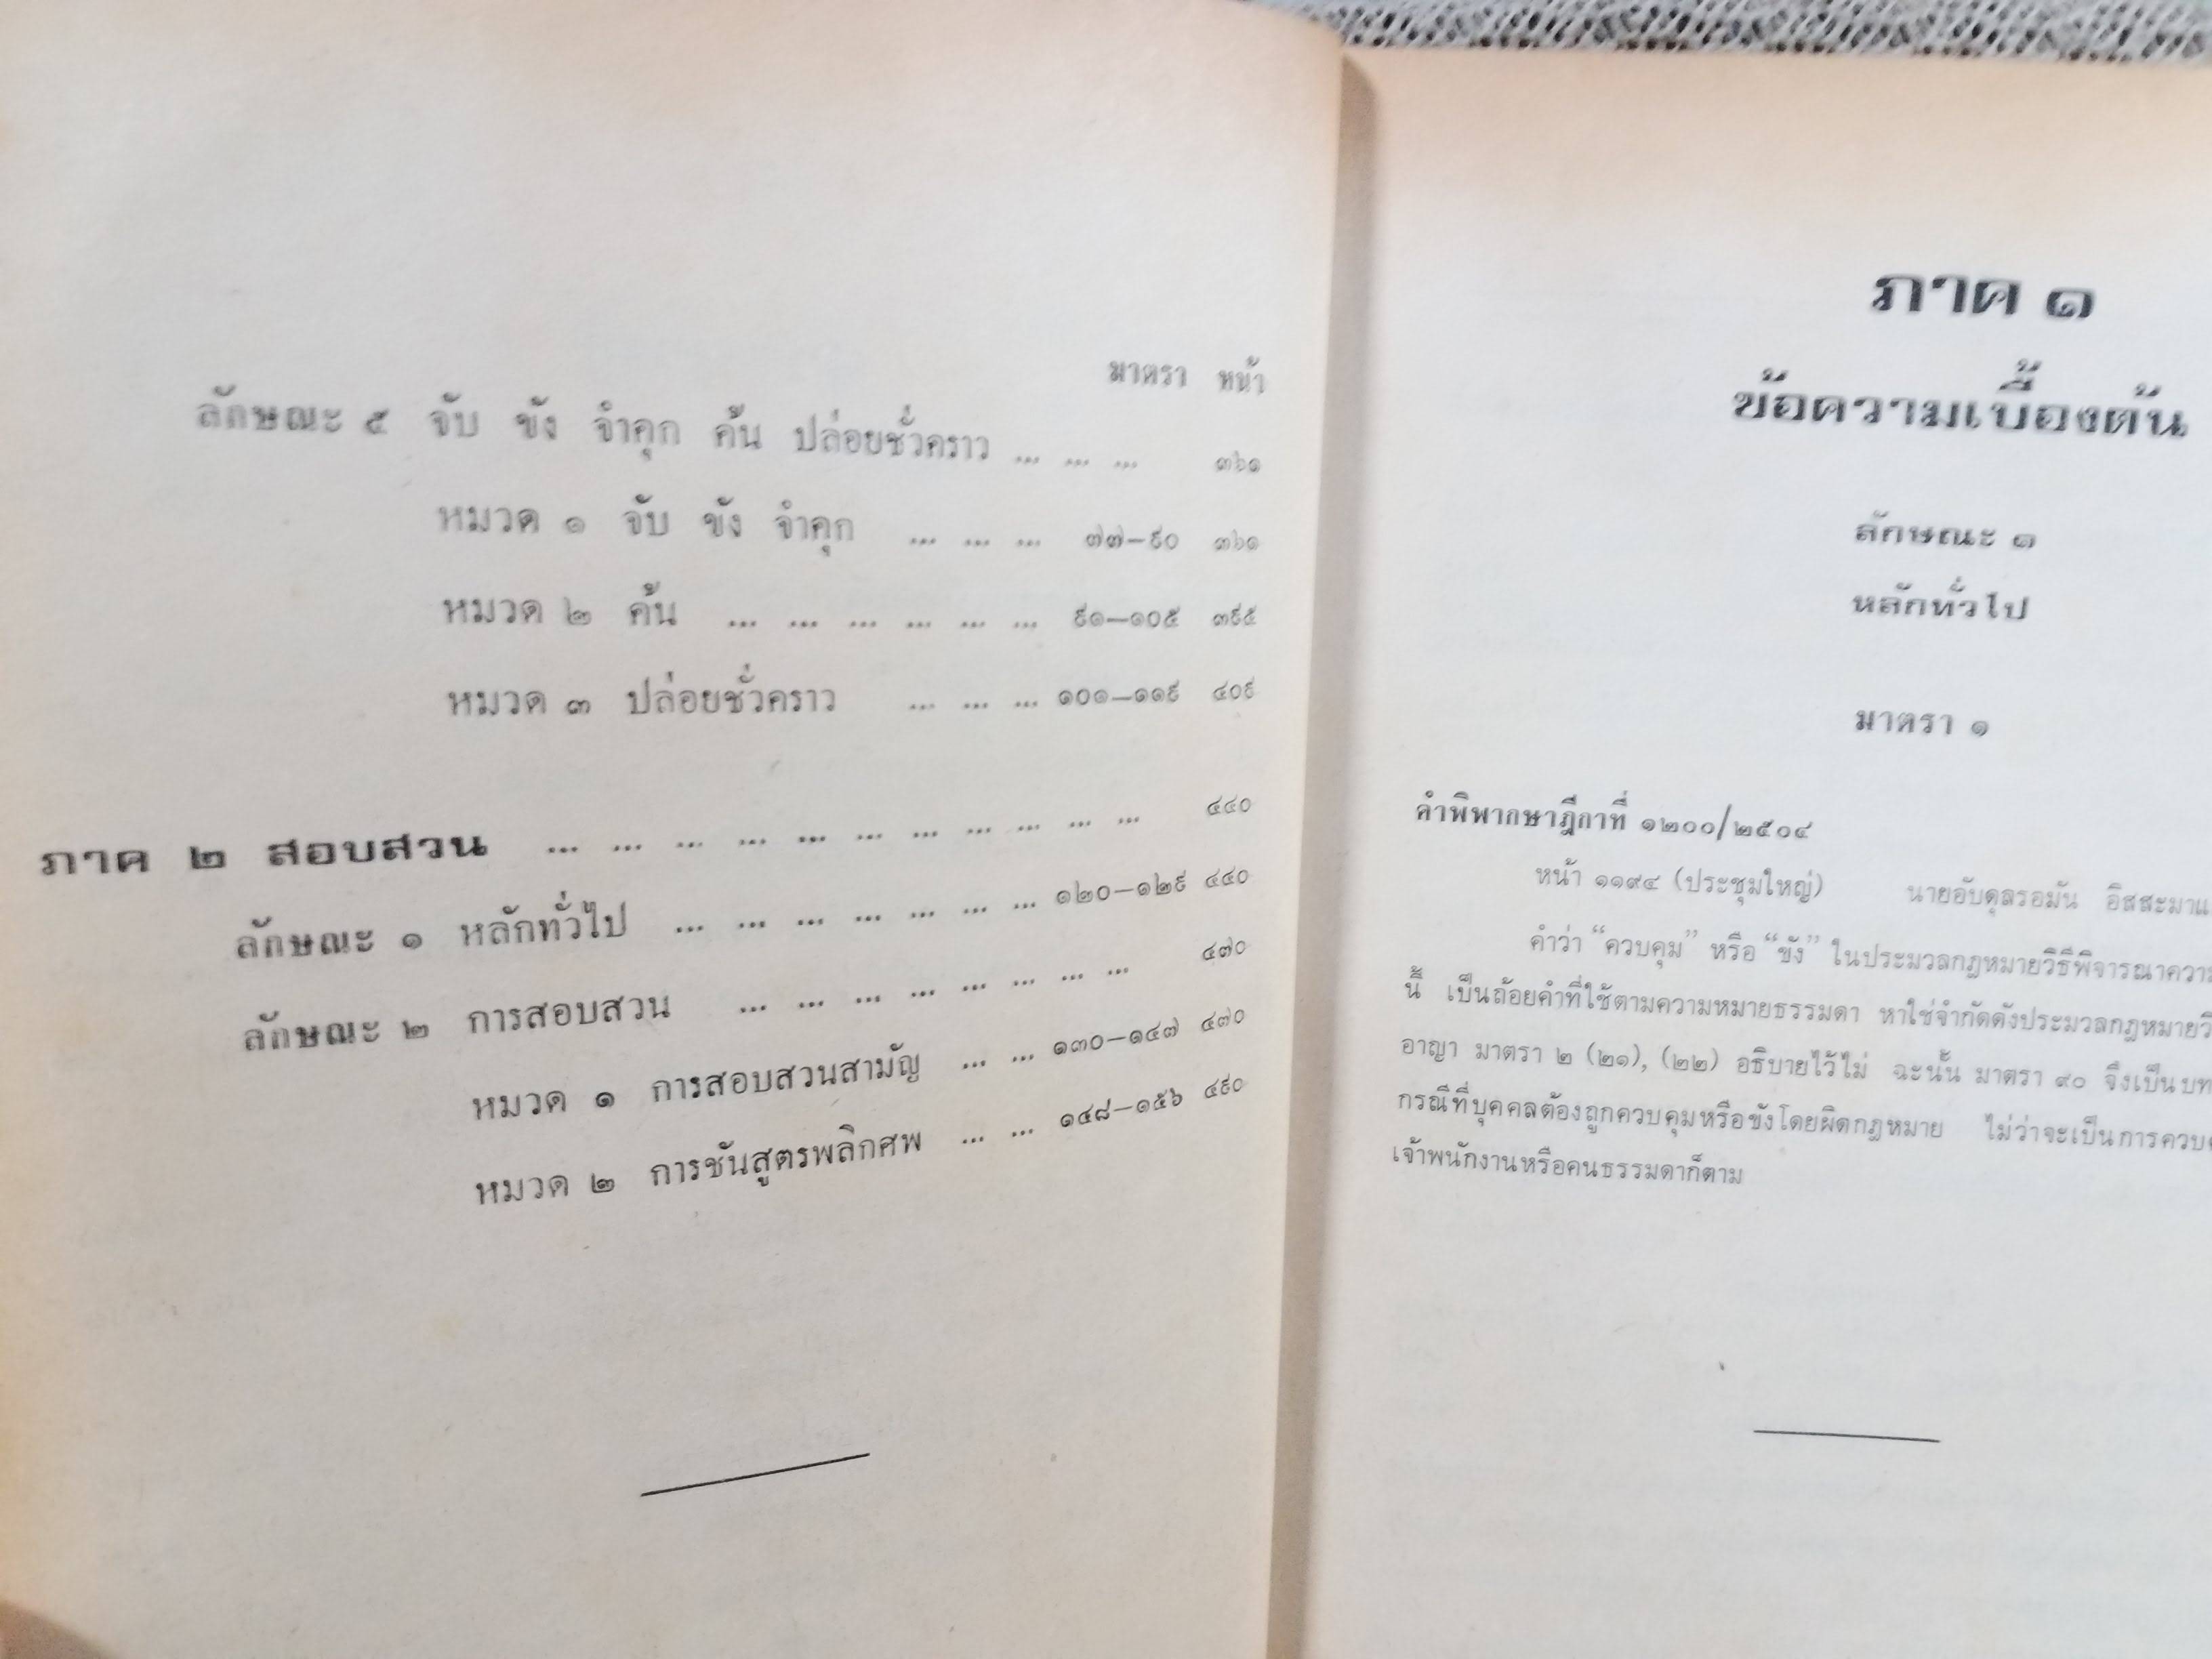 มาตรา หน้า
ลักษณะ ๕ จับ ขัง จำคุก ค้น ปล่อยชั่วคราว ... ... ... ๓๖๑
หมวด ๑ จับ ขัง จำคุก ... ... ... ๗๗—๙๐ ๓๖๑
หมวด ๒ ค้น ... ... ... ... ... ... ๙๑—๑๐๕ ๓๙๕
หมวด ๓ ปล่อยชั่วคราว ... ... ... ๑๐๑—๑๑๙ ๔๐๙
ภาค ๒ สอบสวน ... ... ... ... ... ... ... ... ... ... ... ๔๔๐
ลักษณะ ๑ หลักทั่วไป ... ... ... ... ... ... ... ๑๒๐—๑๒๙ ๔๔๐
ลักษณะ ๒ การสอบสวน ... ... ... ... ... ... ... ... ๔๗๐
หมวด ๑ การสอบสวนสามัญ ... ... ๑๓๐—๑๔๗ ๔๗๐
หมวด ๒ การชันสูตรพลิกศพ ... ... ๑๔๘—๑๕๖ ๔๙๐
ภาค ๑
ข้อความเบื้องต้น
ลักษณะ ๑
หลักทั่วไป
มาตรา ๑
คำพิพากษาฎีกาที่ ๑๒๐๐/๒๕๐๔
หน้า ๑๑๙๔ (ประชุมใหญ่) นายอับดุลรอมัน อิสสะมาแ
คำว่า “ควบคุม” หรือ “ขัง” ในประมวลกฎหมายวิธีพิจารณาความ
นี้ เป็นถ้อยคำที่ใช้ตามความหมายธรรมดา หาใช่จำกัดดังประมวลกฎหมายวิ
อาญา มาตรา ๒ (๒๑), (๒๒) อธิบายไว้ไม่ ฉะนั้น มาตรา ๙๐ จึงเป็นบท
กรณีที่บุคคลต้องถูกควบคุมหรือขังโดยผิดกฎหมาย ไม่ว่าจะเป็นการควบค
เจ้าพนักงานหรือคนธรรมดาก็ตาม